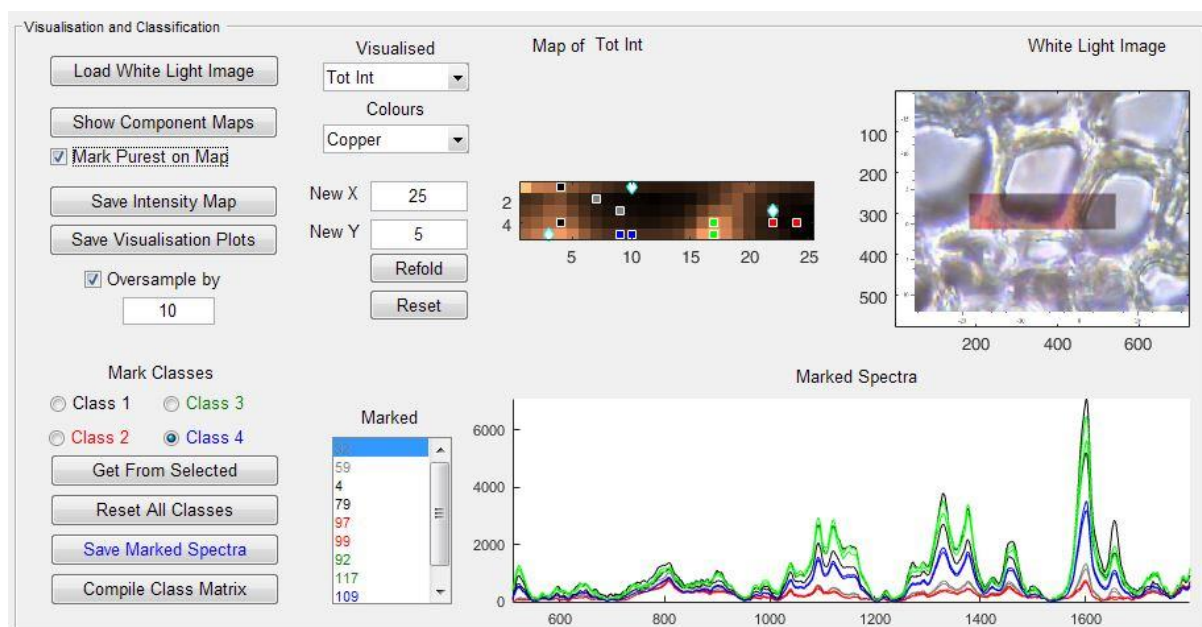 Visualisation and Classification
Load White Light Image
Show Component Maps
Mark Purest on Map
Save Intensity Map
Save Visualisation Plots
Oversample by
10
Visualised
Tot Int
Colours
Copper
New X 25
New Y 5
Refold
Reset
Map of Tot Int
2
4
5 10 15 20 25
White Light Image
100
200
300
400
500
200 400 600
Mark Classes
Class 1 Class 3
Class 2 Class 4
Get From Selected
Reset All Classes
Save Marked Spectra
Compile Class Matrix
Marked
59
4
79
97
99
92
117
109
Marked Spectra
6000
4000
2000
0
600 800 1000 1200 1400 1600